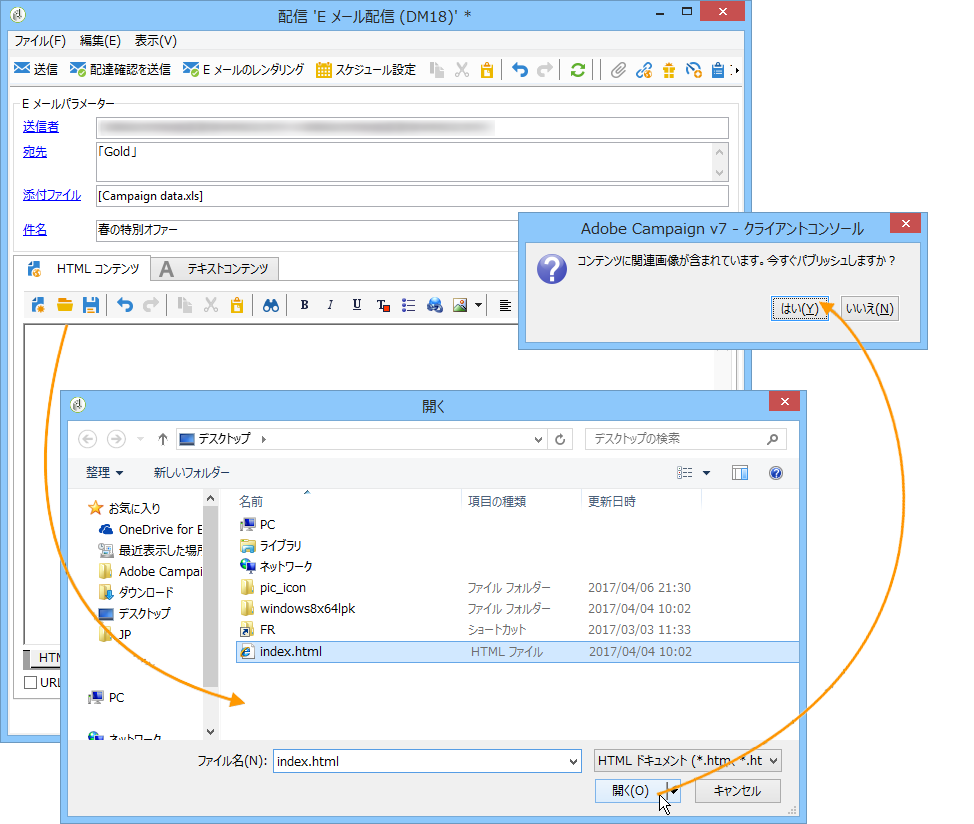 配信 'E メール配信 (DM18)' *
ファイル(F) 編集(E) 表示(V)
送信 配達確認を送信 E メールのレンダリング スケジュール設定
E メールパラメーター
送信者
宛先 「Gold」
添付ファイル [Campaign data.xls]
件名 春の特別オファー
HTML コンテンツ テキストコンテンツ
B I U T
Adobe Campaign v7 - クライアントコンソール
コンテンツに関連画像が含まれています。今すぐパブリッシュしますか？
はい(Y) いいえ(N)
HTM
URL
開く
デスクトップ デスクトップの検索
整理 新しいフォルダー
お気に入り
OneDrive for B
最近表示した場所
Adobe Campai
ダウンロード
デスクトップ
JP
PC
ネットワーク
名前 項目の種類 更新日時
PC
ライブラリ
ネットワーク
pic_icon ファイル フォルダー 2017/04/06 21:30
windows8x64lpk ファイル フォルダー 2017/04/04 10:02
FR ショートカット 2017/03/03 11:33
index.html HTML ファイル 2017/04/04 10:02
ファイル名(N): index.html HTML ドキュメント (*.htm、*.ht
開く(O) キャンセル